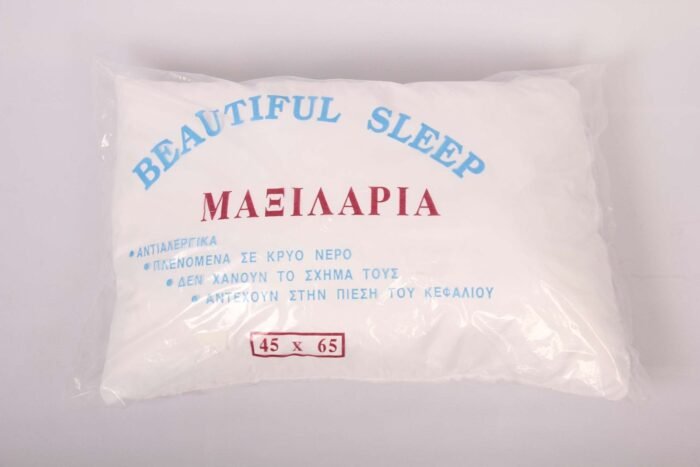 BEAUTIFUL SLEEP
ΜΑΞΙΛΑΡΙΑ
• ΑΝΤΙΑΛΕΡΓΙΚΑ
• ΠΛΕΝΟΜΕΝΑ ΣΕ ΚΡΥΟ ΝΕΡΟ
• ΔΕΝ ΧΑΝΟΥΝ ΤΟ ΣΧΗΜΑ ΤΟΥΣ
• ΑΝΤΕΧΟΥΝ ΣΤΗΝ ΠΙΕΣΗ ΤΟΥ ΚΕΦΑΛΙΟΥ
45 x 65